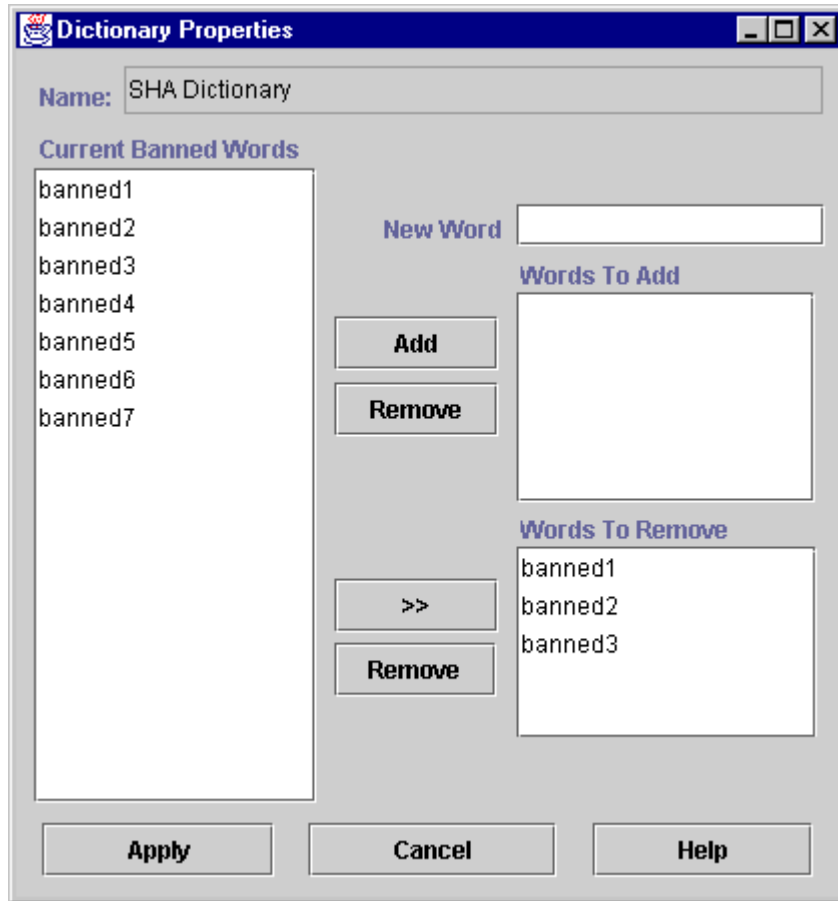 Dictionary Properties
Name: SHA Dictionary
Current Banned Words
banned1
banned2
banned3
banned4
banned5
banned6
banned7
New Word
Words To Add
Add
Remove
Words To Remove
banned1
banned2
banned3
>>
Remove
Apply Cancel Help